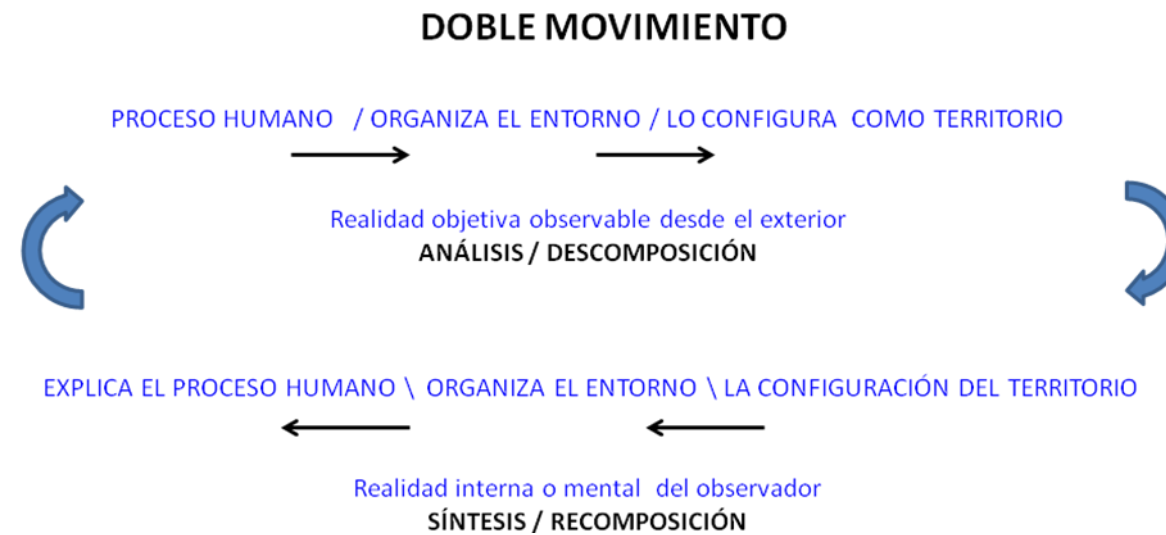 DOBLE MOVIMIENTO
PROCESO HUMANO / ORGANIZA EL ENTORNO / LO CONFIGURA COMO TERRITORIO
Realidad objetiva observable desde el exterior
ANÁLISIS / DESCOMPOSICIÓN
EXPLICA EL PROCESO HUMANO \ ORGANIZA EL ENTORNO \ LA CONFIGURACIÓN DEL TERRITORIO
Realidad interna o mental del observador
SÍNTESIS / RECOMPOSICIÓN